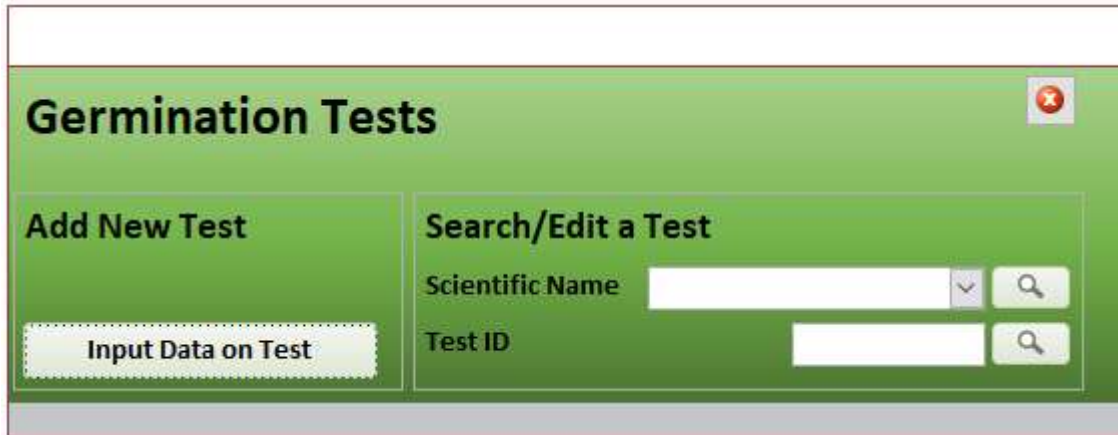 Germination Tests
Add New Test
Input Data on Test
Search/Edit a Test
Scientific Name
Test ID